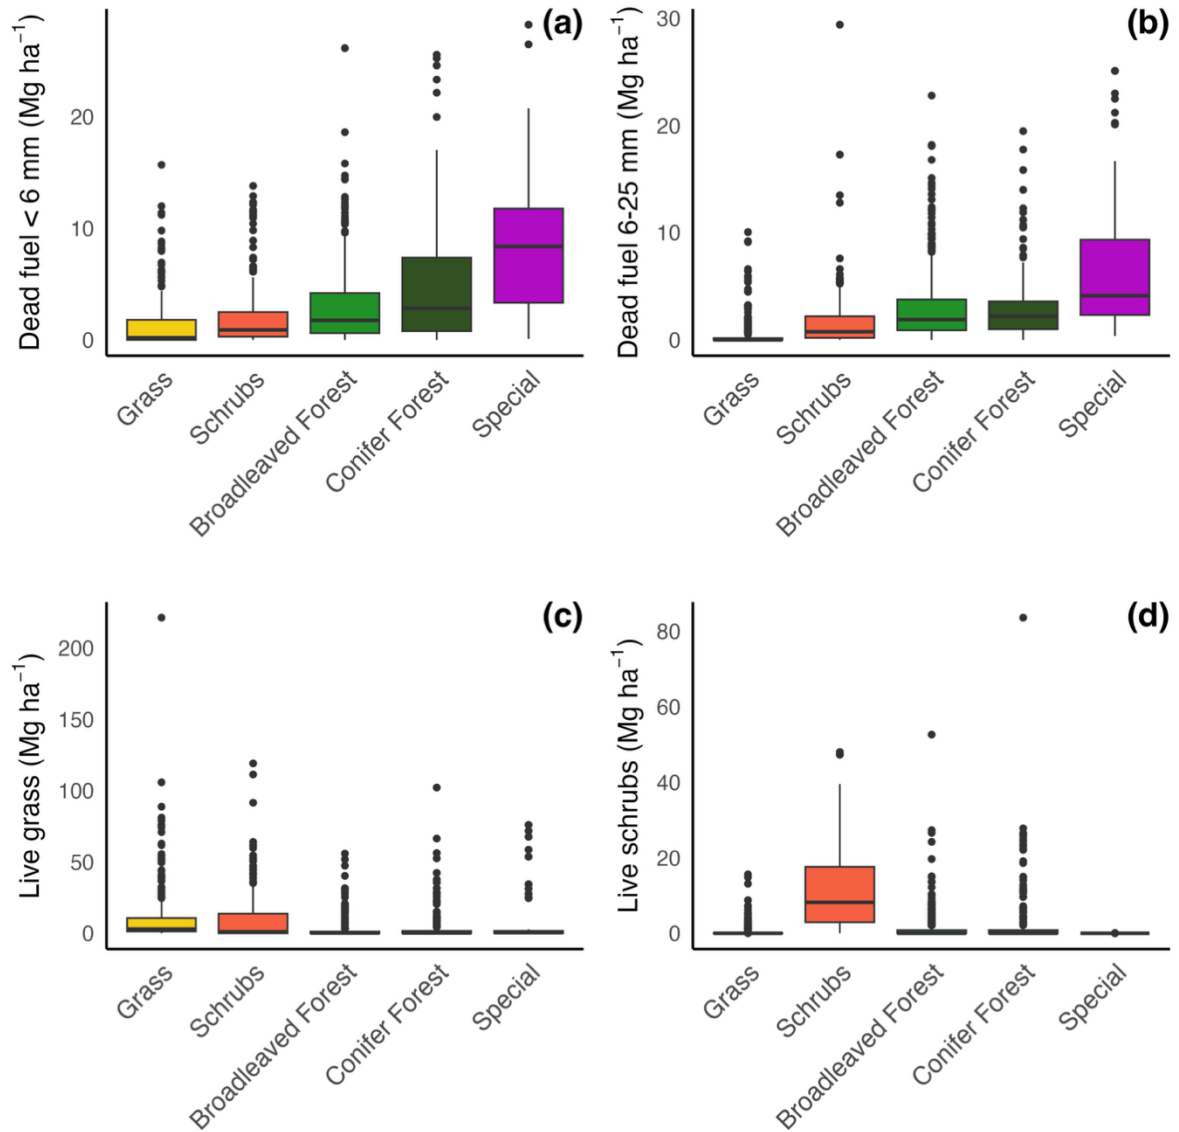 (a)
Dead fuel < 6 mm (Mg ha⁻¹)
20
10
0
Grass
Schrubs
Broadleaved Forest
Conifer Forest
Special
(b)
Dead fuel 6-25 mm (Mg ha⁻¹)
30
20
10
0
Grass
Schrubs
Broadleaved Forest
Conifer Forest
Special
(c)
Live grass (Mg ha⁻¹)
200
150
100
50
0
Grass
Schrubs
Broadleaved Forest
Conifer Forest
Special
(d)
Live schrubs (Mg ha⁻¹)
80
60
40
20
0
Grass
Schrubs
Broadleaved Forest
Conifer Forest
Special